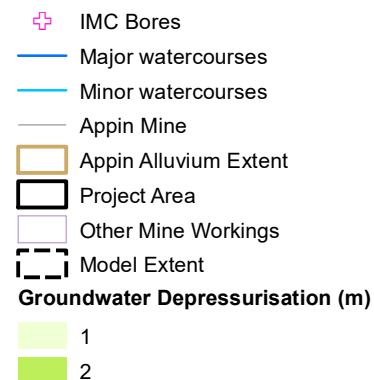 IMC Bores
Major watercourses
Minor watercourses
Appin Mine
Appin Alluvium Extent
Project Area
Other Mine Workings
Model Extent
Groundwater Depressurisation (m)
1
2